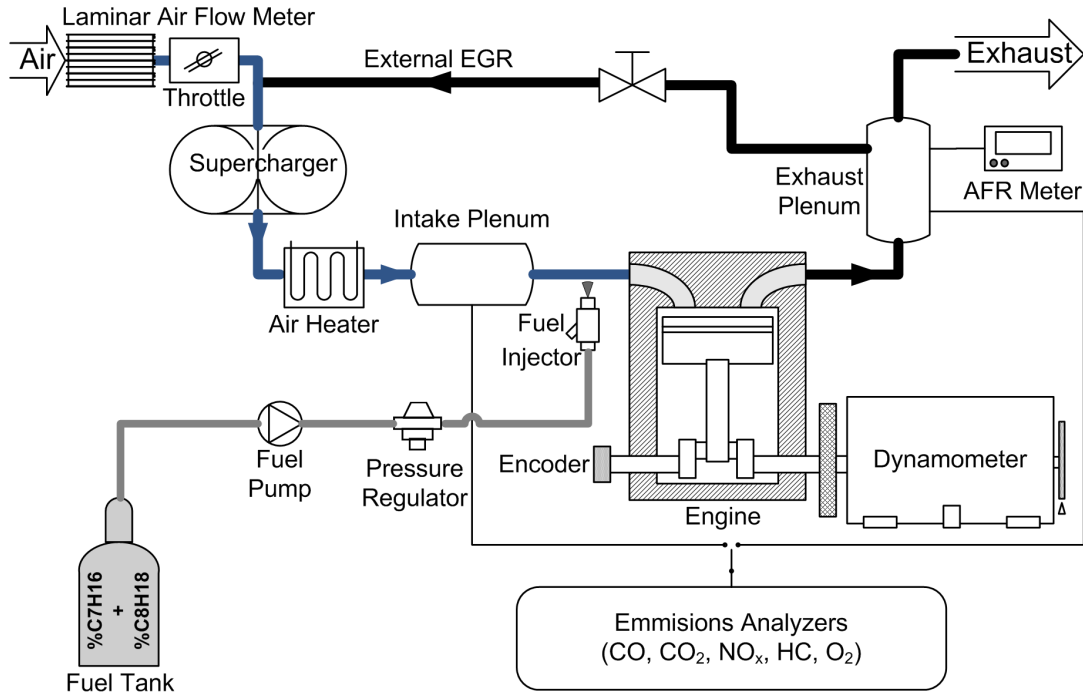 Laminar Air Flow Meter
Air
Throttle
External EGR
Exhaust
Supercharger
Exhaust
Plenum
AFR Meter
Intake Plenum
Air Heater
Fuel
Injector
Fuel
Pump
Pressure
Regulator
Encoder
Dynamometer
Engine
%C7H16
+
%C8H18
Fuel Tank
Emmisions Analyzers
(CO, CO₂, NOₓ, HC, O₂)